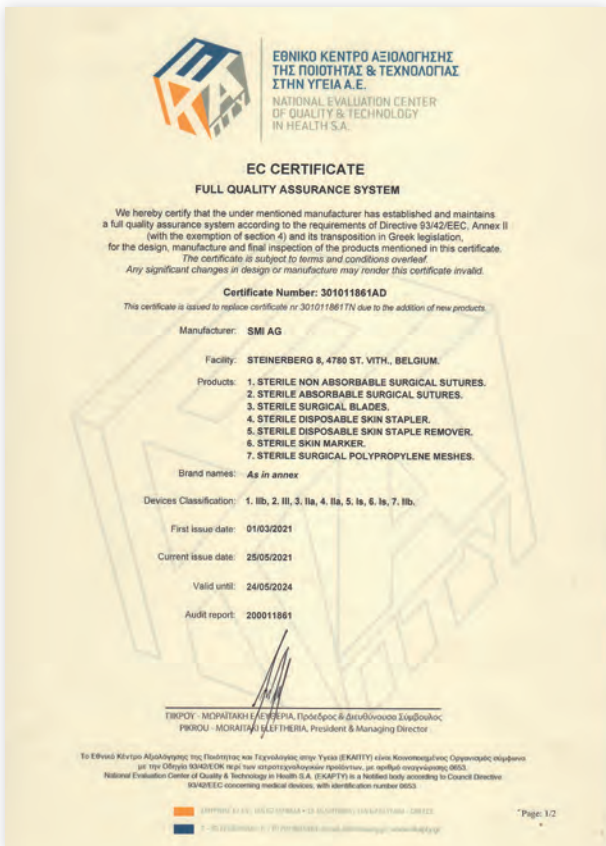 ΕΘΝΙΚΟ ΚΕΝΤΡΟ ΑΞΙΟΛΟΓΗΣΗΣ
ΤΗΣ ΠΟΙΟΤΗΤΑΣ & ΤΕΧΝΟΛΟΓΙΑΣ
ΣΤΗΝ ΥΓΕΙΑ Α.Ε.
NATIONAL EVALUATION CENTER
OF QUALITY & TECHNOLOGY
IN HEALTH S.A.
EC CERTIFICATE
FULL QUALITY ASSURANCE SYSTEM
We hereby certify that the under mentioned manufacturer has established and maintains
a full quality assurance system according to the requirements of Directive 93/42/EEC, Annex II
(with the exemption of section 4) and its transposition in Greek legislation,
for the design, manufacture and final inspection of the products mentioned in this certificate.
The certificate is subject to terms and conditions overleaf.
Any significant changes in design or manufacture may render this certificate invalid.
Certificate Number: 301011861AD
This certificate is issued to replace certificate nr 301011861TN due to the addition of new products.
Manufacturer: SMI AG
Facility: STEINERBERG 8, 4780 ST. VITH., BELGIUM.
Products: 1. STERILE NON ABSORBABLE SURGICAL SUTURES.
2. STERILE ABSORBABLE SURGICAL SUTURES.
3. STERILE SURGICAL BLADES.
4. STERILE DISPOSABLE SKIN STAPLER.
5. STERILE DISPOSABLE SKIN STAPLE REMOVER.
6. STERILE SKIN MARKER.
7. STERILE SURGICAL POLYPROPYLENE MESHES.
Brand names: As in annex
Devices Classification: 1. IIb, 2. III, 3. IIa, 4. IIa, 5. Is, 6. Is, 7. IIb.
First issue date: 01/03/2021
Current issue date: 25/05/2021
Valid until: 24/05/2024
Audit report: 200011861
ΠΙΚΡΟΥ - ΜΩΡΑΪΤΑΚΗ ΕΛΕΥΘΕΡΙΑ, Πρόεδρος & Διευθύνουσα Σύμβουλος
PIKROU - MORAITAKI ELEFTHERIA, President & Managing Director
Το Εθνικό Κέντρο Αξιολόγησης της Ποιότητας και Τεχνολογίας στην Υγεία (ΕΚΑΠΤΥ) είναι Κοινοποιημένος Οργανισμός σύμφωνα
με την Οδηγία 93/42/ΕΟΚ περί των ιατροτεχνολογικών προϊόντων, με αριθμό αναγνώρισης 0653.
National Evaluation Center of Quality & Technology in Health S.A. (EKAPTY) is a Notified body according to Council Directive
93/42/EEC concerning medical devices, with identification number 0653
Page: 1/2